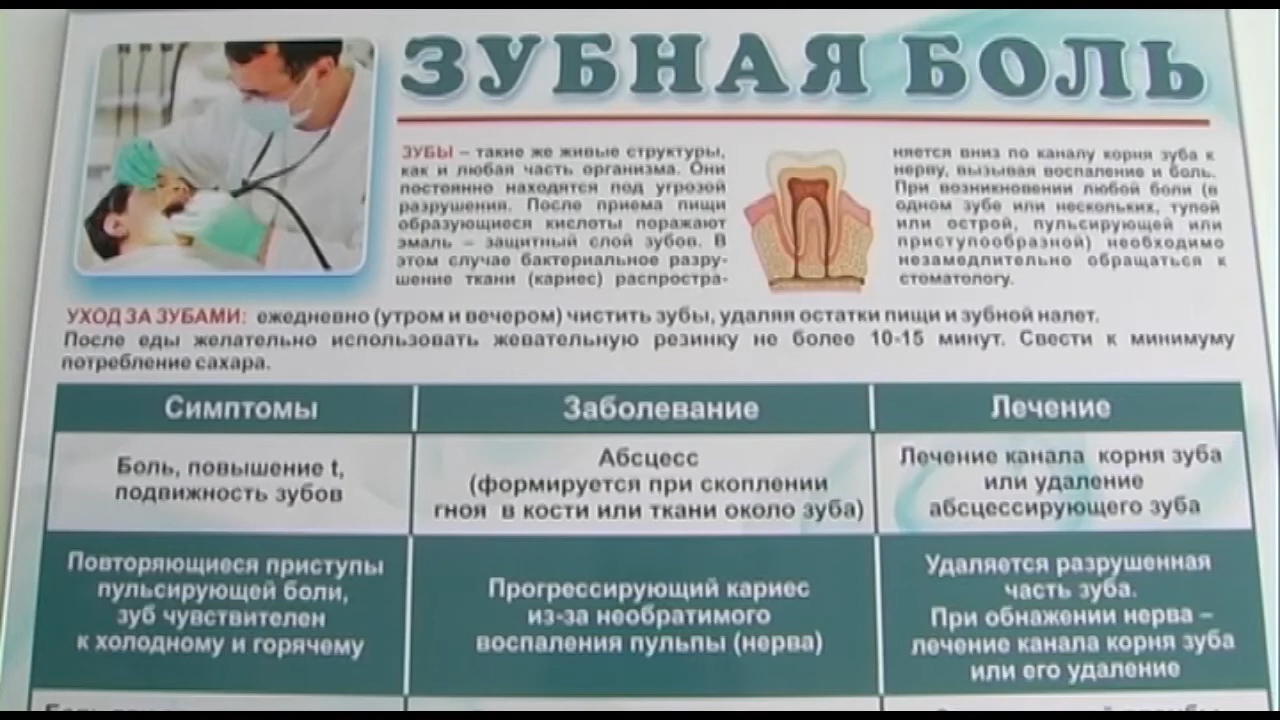 ЗУБНАЯ БОЛЬ
ЗУБЫ – такие же живые структуры,
как и любая часть организма. Они
постоянно находятся под угрозой
разрушения. После приема пищи
образующиеся кислоты поражают
эмаль – защитный слой зубов. В
этом случае бактериальное разру-
шение ткани (кариес) распростра-
няется вниз по каналу корня зуба к
нерву, вызывая воспаление и боль.
При возникновении любой боли (в
одном зубе или нескольких, тупой
или острой, пульсирующей или
приступообразной) необходимо
незамедлительно обращаться к
стоматологу.
УХОД ЗА ЗУБАМИ: ежедневно (утром и вечером) чистить зубы, удаляя остатки пищи и зубной налет.
После еды желательно использовать жевательную резинку не более 10-15 минут. Свести к минимуму
потребление сахара.
Симптомы
Заболевание
Лечение
Боль, повышение t,
подвижность зубов
Абсцесс
(формируется при скоплении
гноя в кости или ткани около зуба)
Лечение канала корня зуба
или удаление
абсцессирующего зуба
Повторяющиеся приступы
пульсирующей боли,
зуб чувствителен
к холодному и горячему
Прогрессирующий кариес
из-за необратимого
воспаления пульпы (нерва)
Удаляется разрушенная
часть зуба.
При обнажении нерва –
лечение канала корня зуба
или его удаление